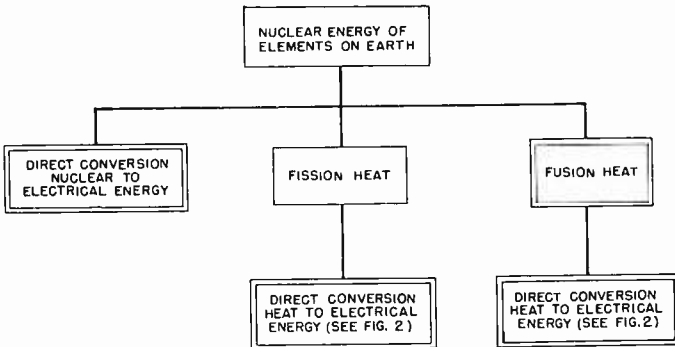 NUCLEAR ENERGY OF
ELEMENTS ON EARTH
DIRECT CONVERSION
NUCLEAR TO
ELECTRICAL ENERGY
FISSION HEAT
FUSION HEAT
DIRECT CONVERSION
HEAT TO ELECTRICAL
ENERGY (SEE FIG. 2)
DIRECT CONVERSION
HEAT TO ELECTRICAL
ENERGY (SEE FIG.2)